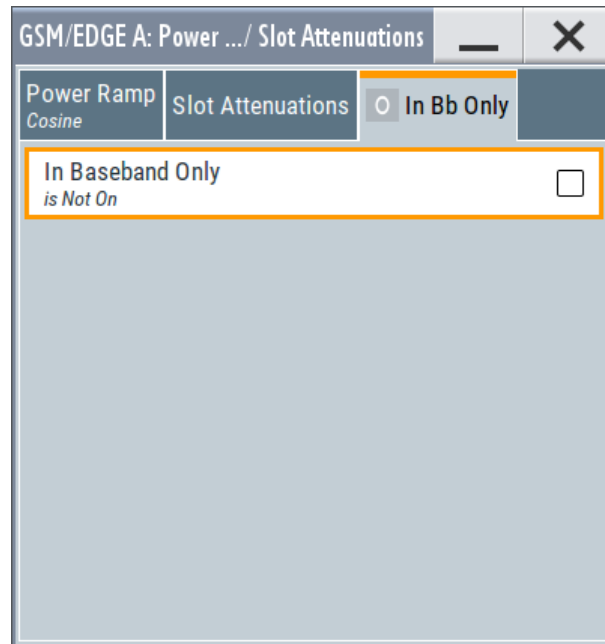 GSM/EDGE A: Power .../ Slot Attenuations
Power Ramp
Cosine
Slot Attenuations
O In Bb Only
In Baseband Only
is Not On